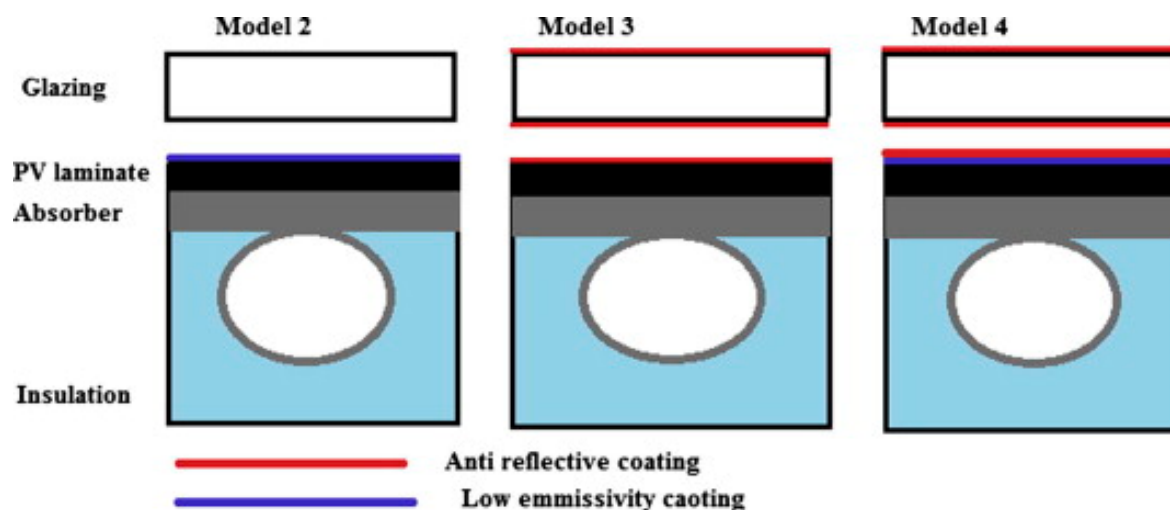 Model 2
Model 3
Model 4
Glazing
PV laminate
Absorber
Insulation
Anti reflective coating
Low emmissivity caoting